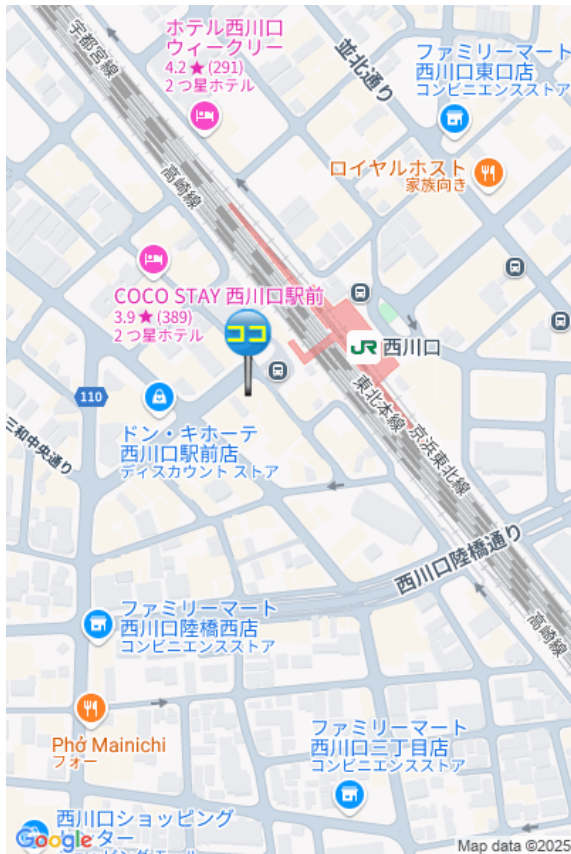 宇都宮線
ホテル西川口
ウィークリー
4.2★(291)
2 つ星ホテル
並北通り
ファミリーマート
西川口東口店
コンビニエンスストア
高崎線
ロイヤルホスト
家族向き
COCO STAY 西川口駅前
3.9★(389)
2 つ星ホテル
ココ
JR 西川口
110
ドン・キホーテ
西川口駅前店
ディスカウント ストア
三和中央通り
東北本線
京浜東北線
西川口陸橋通り
ファミリーマート
西川口陸橋西店
コンビニエンスストア
高崎線
Phở Mainichi
フォー
ファミリーマート
西川口三丁目店
コンビニエンスストア
西川口ショッピング
ンター
Google
Map data ©2025